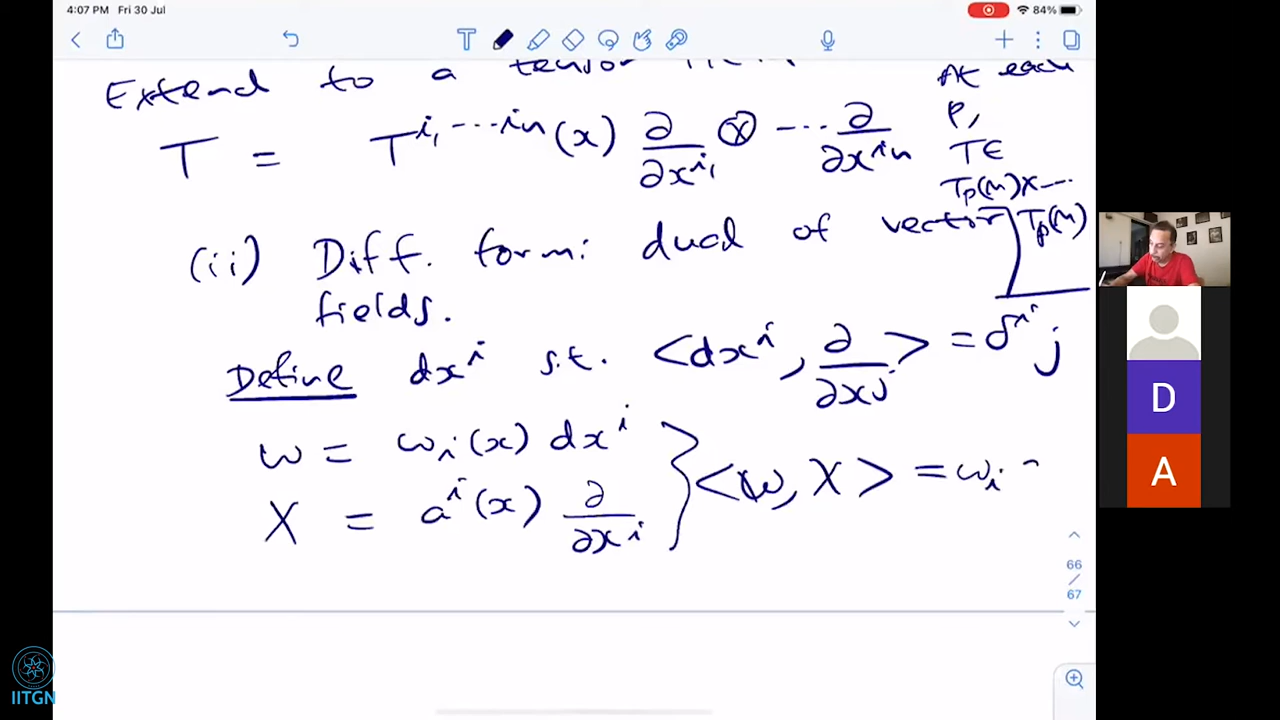 4:07 PM Fri 30 Jul
84%
Extend to a tensor
At each
P,
T = T^{i_1 ... i_n}(x) ∂/∂x^{i_1} ⊗ ... ∂/∂x^{i_n}
T ∈
T_p(M) x ...
T_p(M)
(ii) Diff. form: dual of vector
fields.
Define dx^i s.t. <dx^i, ∂/∂x^j> = δ^i_j
ω = ω_i(x) dx^i
X = a^i(x) ∂/∂x^i
<ω, X> = ω_i
66
/
67
D
A
IITGN